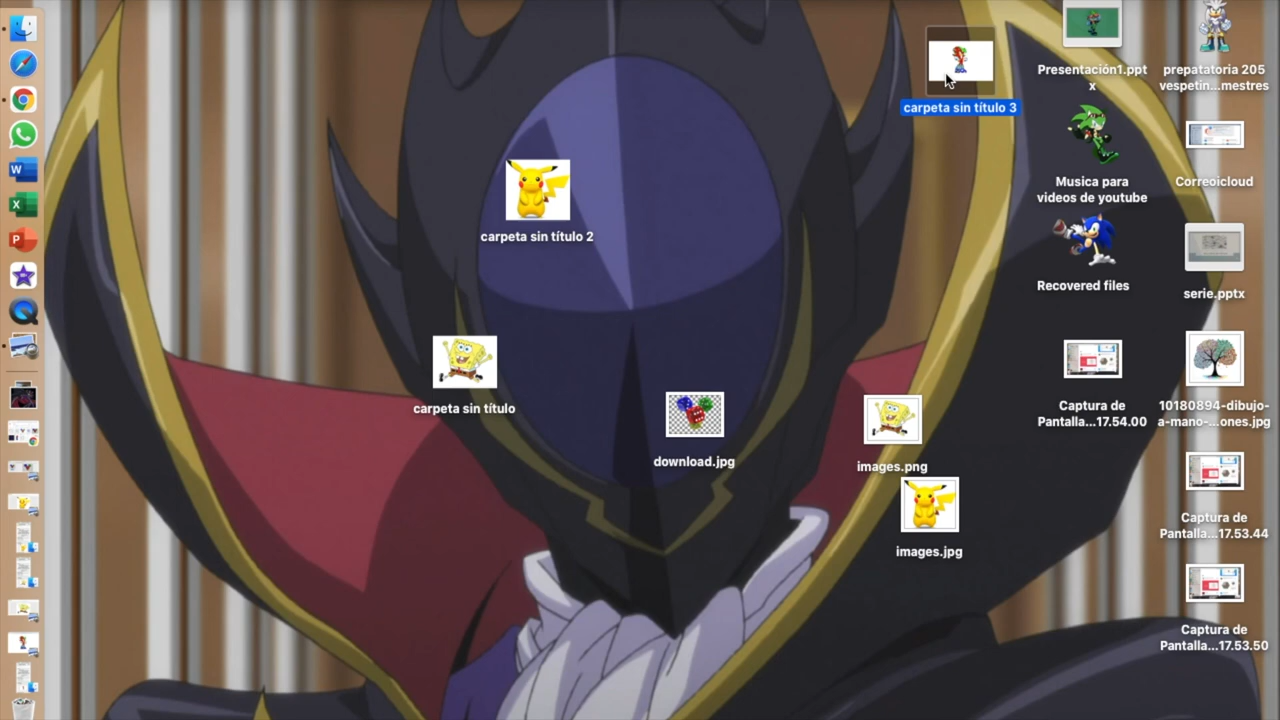 carpeta sin título 3
Presentación1.ppt
x
prepatatoria 205
vespetin...mestres
Musica para
videos de youtube
Correoicloud
carpeta sin título 2
Recovered files
serie.pptx
carpeta sin título
Captura de
Pantalla...17.54.00
10180894-dibujo-
a-mano-...ones.jpg
download.jpg
images.png
images.jpg
Captura de
Pantalla...17.53.44
Captura de
Pantalla...17.53.50
W
X
P